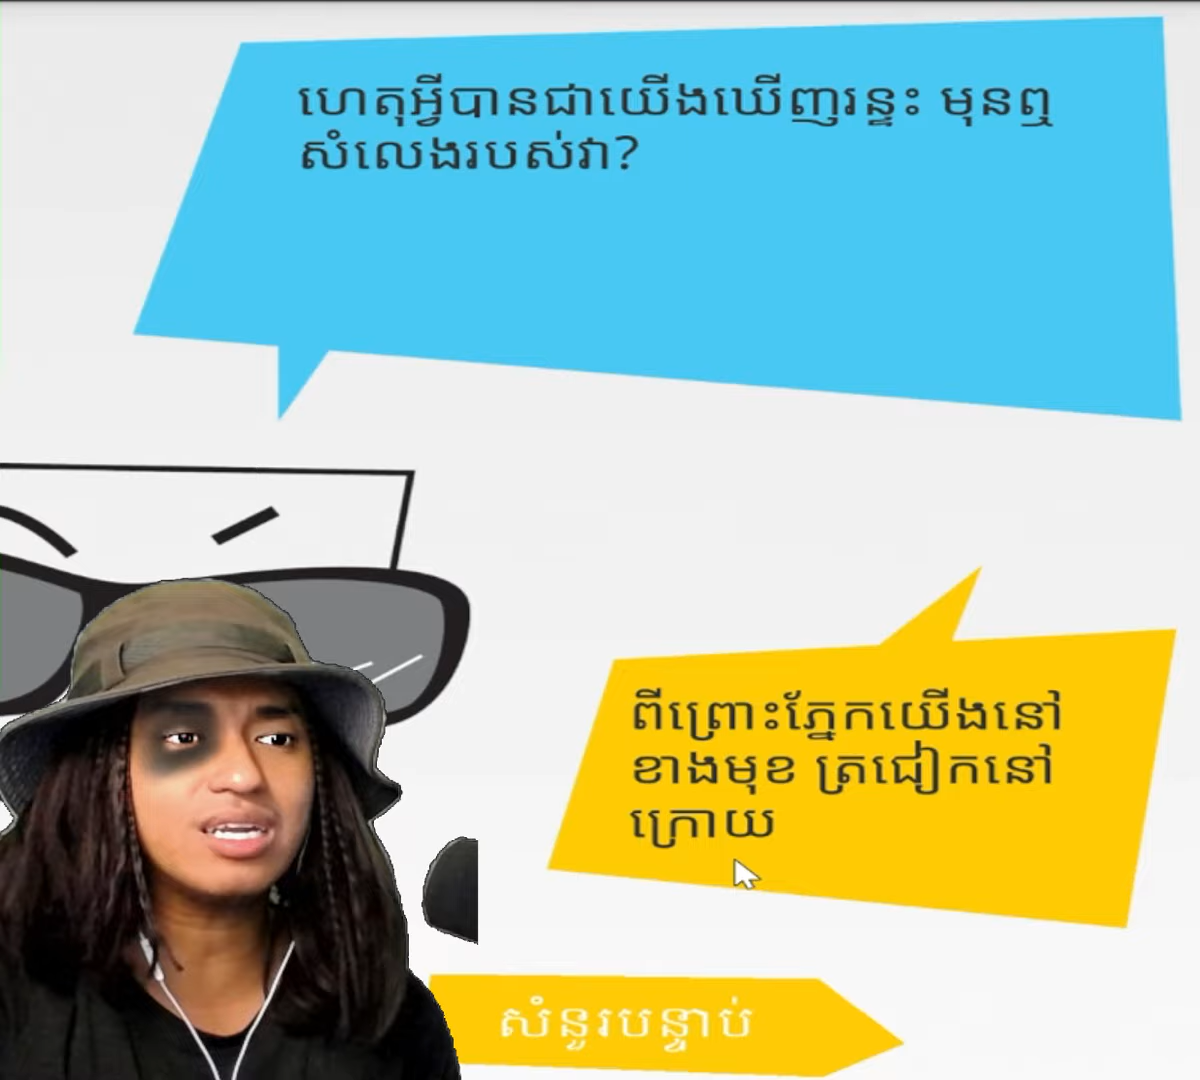 ហេតុអ្វីបានជាយើងឃើញរន្ទះ មុនឮ
សំលេងរបស់វា?
ពីព្រោះភ្នែកយើងនៅ
ខាងមុខ ត្រជៀកនៅ
ក្រោយ
សំនួរបន្ទាប់